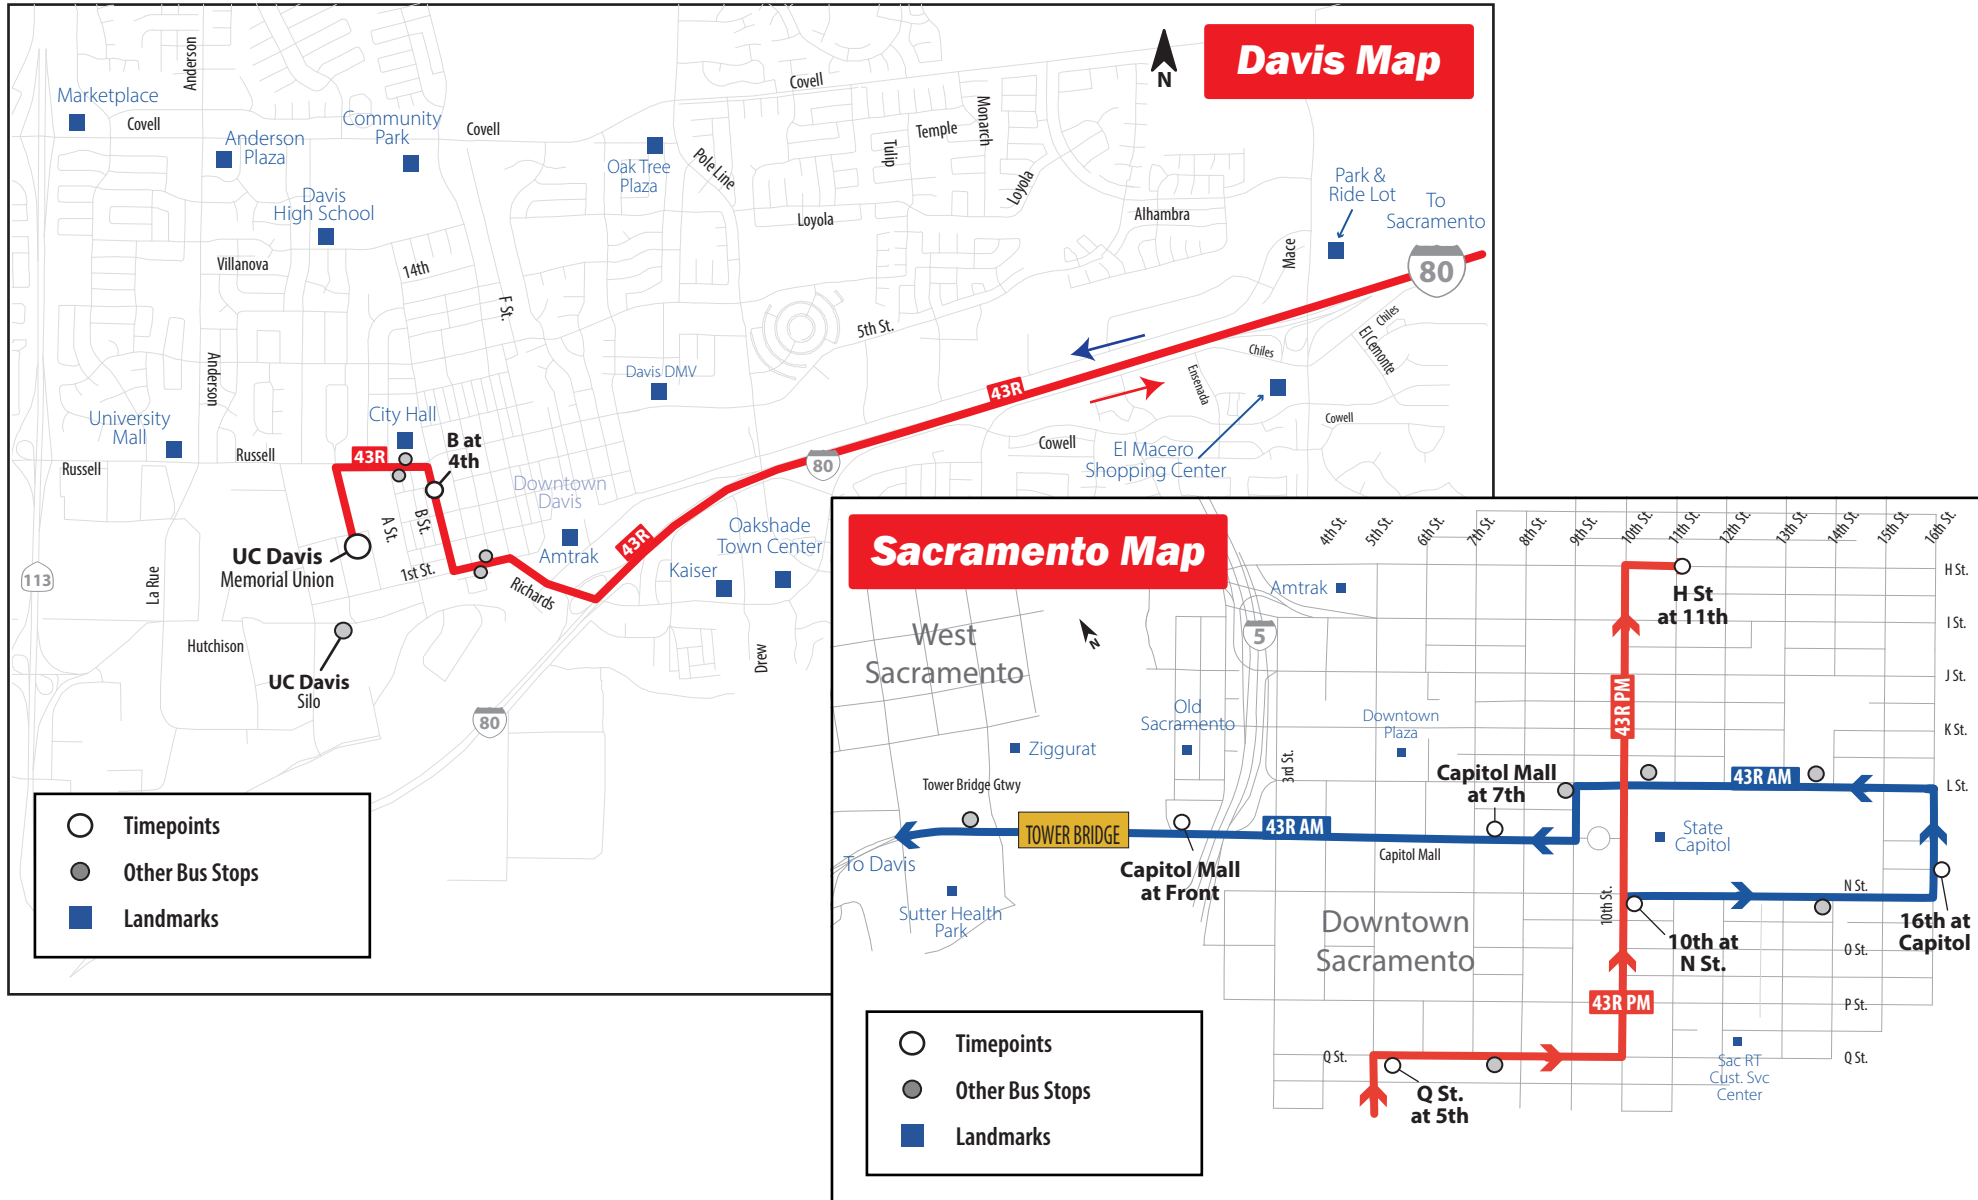 Davis Map
N
Anderson
Marketplace
Covell
Anderson
Plaza
Community
Park
Covell
Davis
High School
Oak Tree
Plaza
Pole Line
Covell
Tulip
Temple
Monarch
Loyola
Loyola
Alhambra
Park &
Ride Lot
To
Sacramento
80
Mace
Villanova
14th
F St.
5th St.
Chiles
El Cemonte
Chiles
Ensenada
Anderson
Davis DMV
43R
University
Mall
City Hall
B at
4th
Cowell
Cowell
El Macero
Shopping Center
Russell
Russell
43R
80
Downtown
Davis
A St.
B St.
Amtrak
43R
Oakshade
Town Center
Kaiser
UC Davis
Memorial Union
1st St.
Richards
113
La Rue
Hutchison
UC Davis
Silo
Drew
80
Timepoints
Other Bus Stops
Landmarks
Sacramento Map
4th St.
5th St.
6th St.
7th St.
8th St.
9th St.
10th St.
11th St.
12th St.
13th St.
14th St.
15th St.
16th St.
H St.
Amtrak
H St
at 11th
I St.
West
Sacramento
N
5
J St.
43R PM
Old
Sacramento
Downtown
Plaza
K St.
Ziggurat
3rd St.
Tower Bridge Gtwy
Capitol Mall
at 7th
43R AM
L St.
TOWER BRIDGE
43R AM
State
Capitol
To Davis
Capitol Mall
Capitol Mall
at Front
N St.
10th St.
Sutter Health
Park
Downtown
Sacramento
10th at
N St.
16th at
Capitol
O St.
43R PM
P St.
Q St.
Q St.
Sac RT
Cust. Svc
Center
Q St.
at 5th
Timepoints
Other Bus Stops
Landmarks